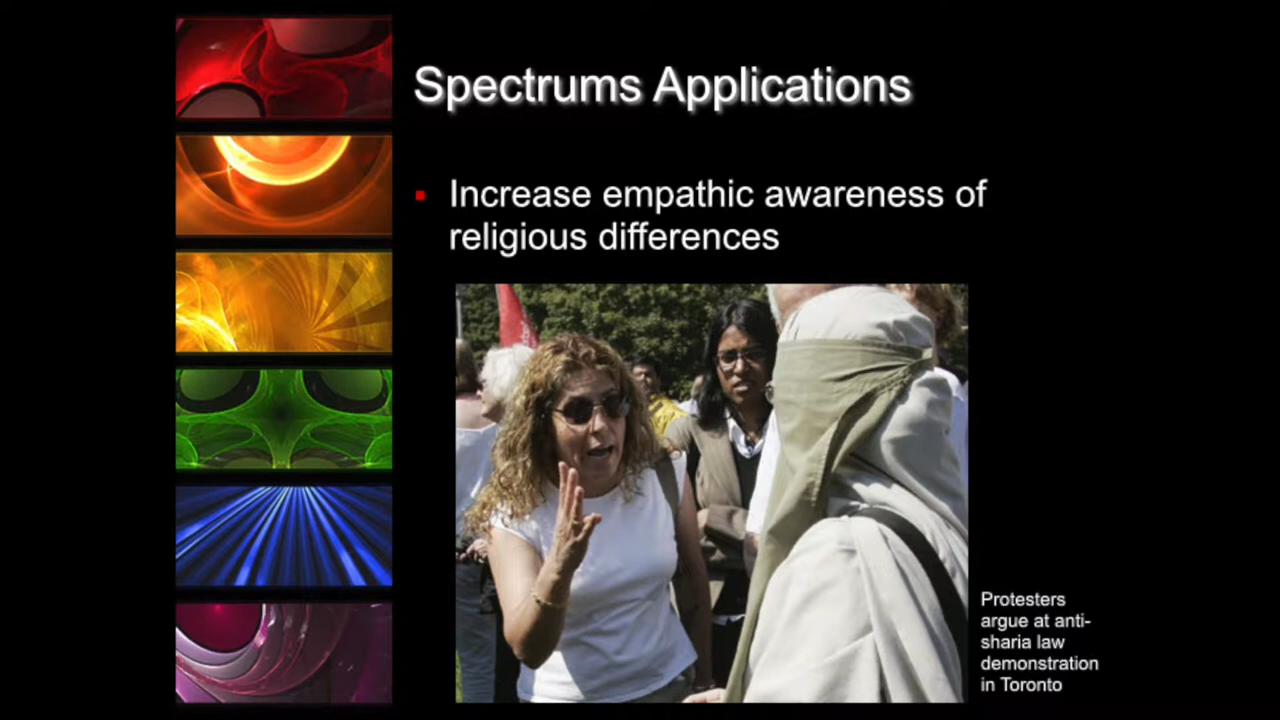 Spectrums Applications
Increase empathic awareness of
religious differences
Protesters
argue at anti-
sharia law
demonstration
in Toronto